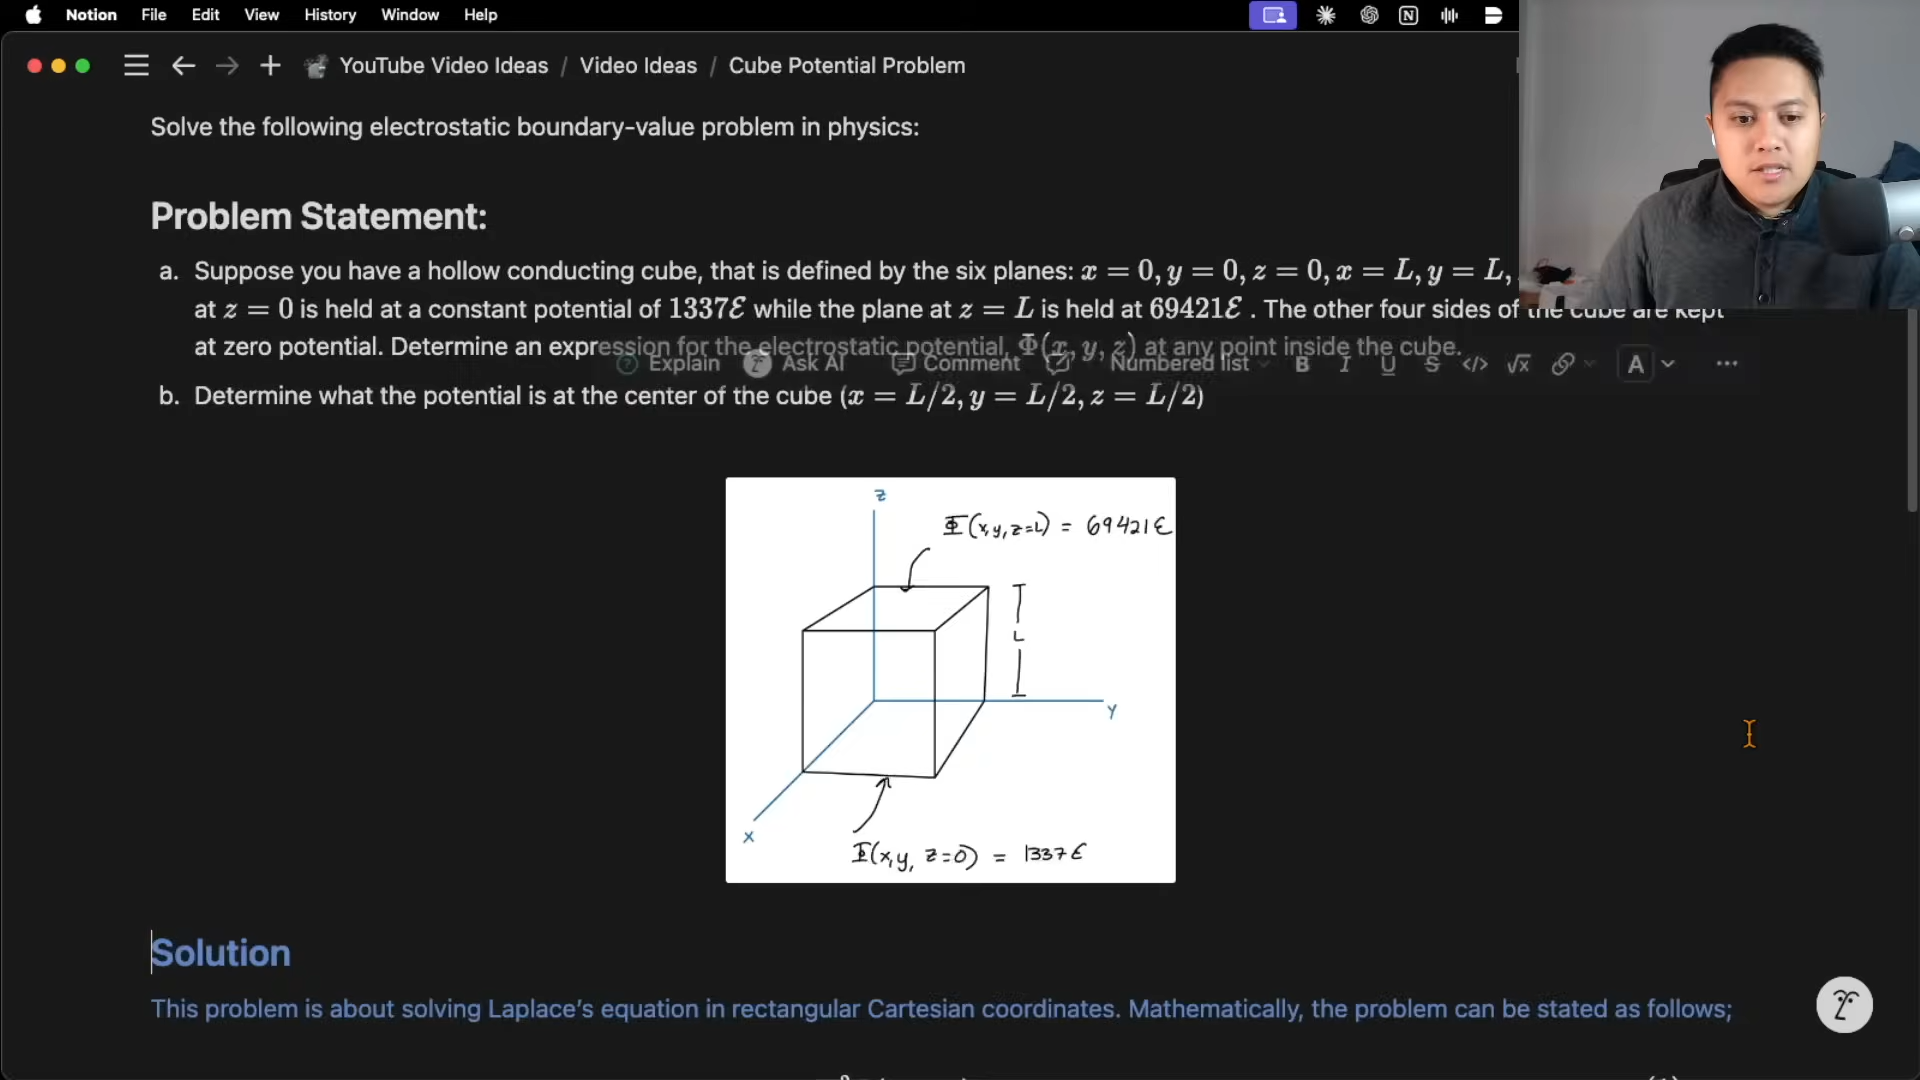 Notion File Edit View History Window Help
YouTube Video Ideas / Video Ideas / Cube Potential Problem
Solve the following electrostatic boundary-value problem in physics:
Problem Statement:
a. Suppose you have a hollow conducting cube, that is defined by the six planes: x = 0, y = 0, z = 0, x = L, y = L,
at z = 0 is held at a constant potential of 1337ℰ while the plane at z = L is held at 69421ℰ . The other four sides of the cube are kept
at zero potential. Determine an expression for the electrostatic potential, Φ(x, y, z) at any point inside the cube.
Explain Ask AI Comment Numbered list B I U S </> √x A ...
b. Determine what the potential is at the center of the cube (x = L/2, y = L/2, z = L/2)
z
Φ(x,y,z=L) = 69421ℰ
L
y
x
Φ(x,y, z=0) = 1337ℰ
Solution
This problem is about solving Laplace’s equation in rectangular Cartesian coordinates. Mathematically, the problem can be stated as follows;